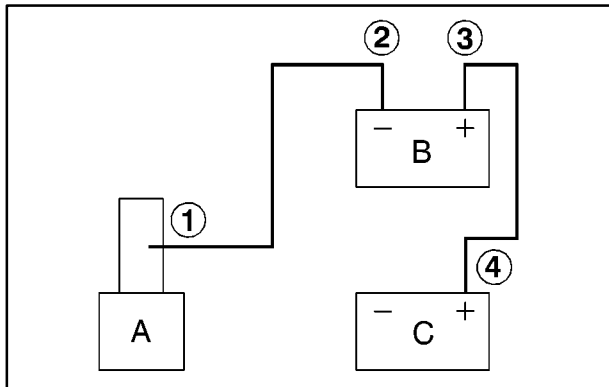 ② ③
− +
B
①
④
− +
A C